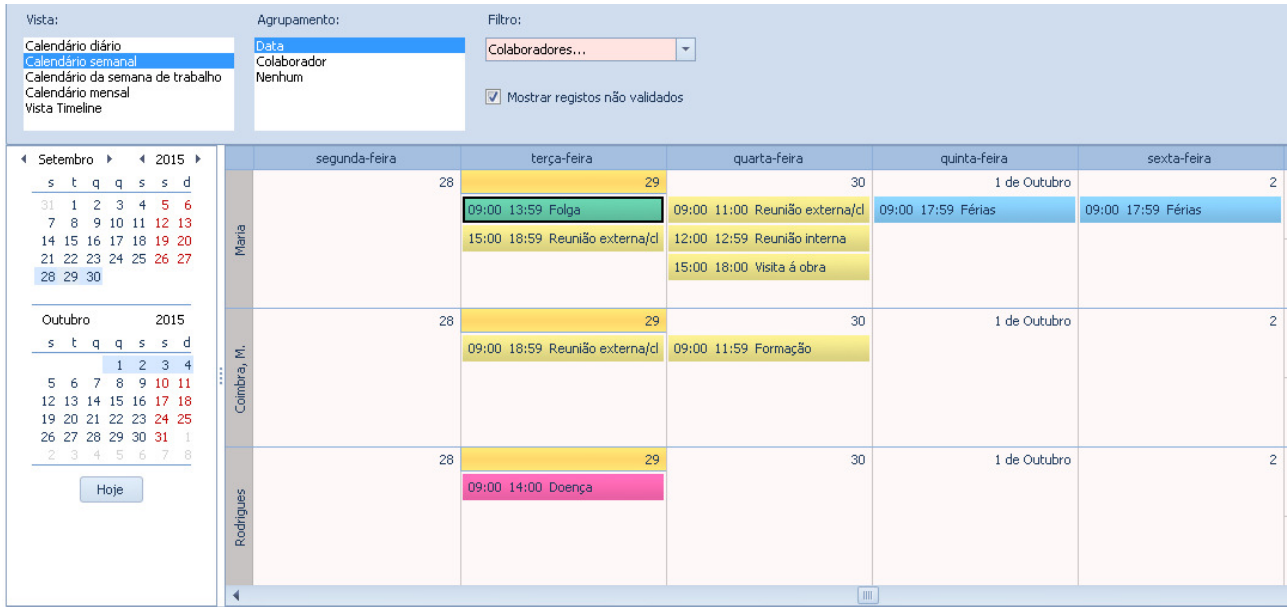 Vista: Agrupamento: Filtro:
Calendário diário
Calendário semanal
Calendário da semana de trabalho
Calendário mensal
Vista Timeline
Data
Colaborador
Nenhum
Colaboradores...
Mostrar registos não validados
Setembro 2015
s t q q s s d
31 1 2 3 4 5 6
7 8 9 10 11 12 13
14 15 16 17 18 19 20
21 22 23 24 25 26 27
28 29 30
Outubro 2015
s t q q s s d
1 2 3 4
5 6 7 8 9 10 11
12 13 14 15 16 17 18
19 20 21 22 23 24 25
26 27 28 29 30 31 1
2 3 4 5 6 7 8
Hoje
segunda-feira terça-feira quarta-feira quinta-feira sexta-feira
Maria
28 29 30 1 de Outubro 2
09:00 13:59 Folga 09:00 11:00 Reunião externa/cl 09:00 17:59 Férias 09:00 17:59 Férias
15:00 18:59 Reunião externa/cl 12:00 12:59 Reunião interna
15:00 18:00 Visita á obra
Coimbra, M.
28 29 30 1 de Outubro 2
09:00 18:59 Reunião externa/cl 09:00 11:59 Formação
Rodrigues
28 29 30 1 de Outubro 2
09:00 14:00 Doença